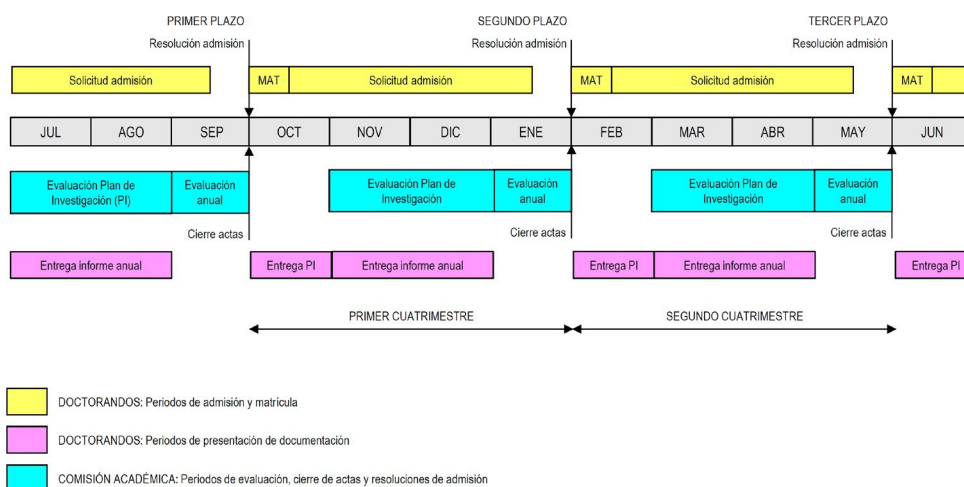 PRIMER PLAZO SEGUNDO PLAZO TERCER PLAZO
Resolución admisión Resolución admisión Resolución admisión
Solicitud admisión MAT Solicitud admisión MAT Solicitud admisión MAT
JUL AGO SEP OCT NOV DIC ENE FEB MAR ABR MAY JUN
Evaluación Plan de Evaluación Evaluación Plan de Evaluación Evaluación Plan de Evaluación
Investigación (PI) anual Investigación anual Investigación anual
Cierre actas Cierre actas Cierre actas
Entrega informe anual Entrega PI Entrega informe anual Entrega PI Entrega informe anual Entrega PI
PRIMER CUATRIMESTRE SEGUNDO CUATRIMESTRE
DOCTORANDOS: Periodos de admisión y matrícula
DOCTORANDOS: Periodos de presentación de documentación
COMISIÓN ACADÉMICA: Periodos de evaluación, cierre de actas y resoluciones de admisión